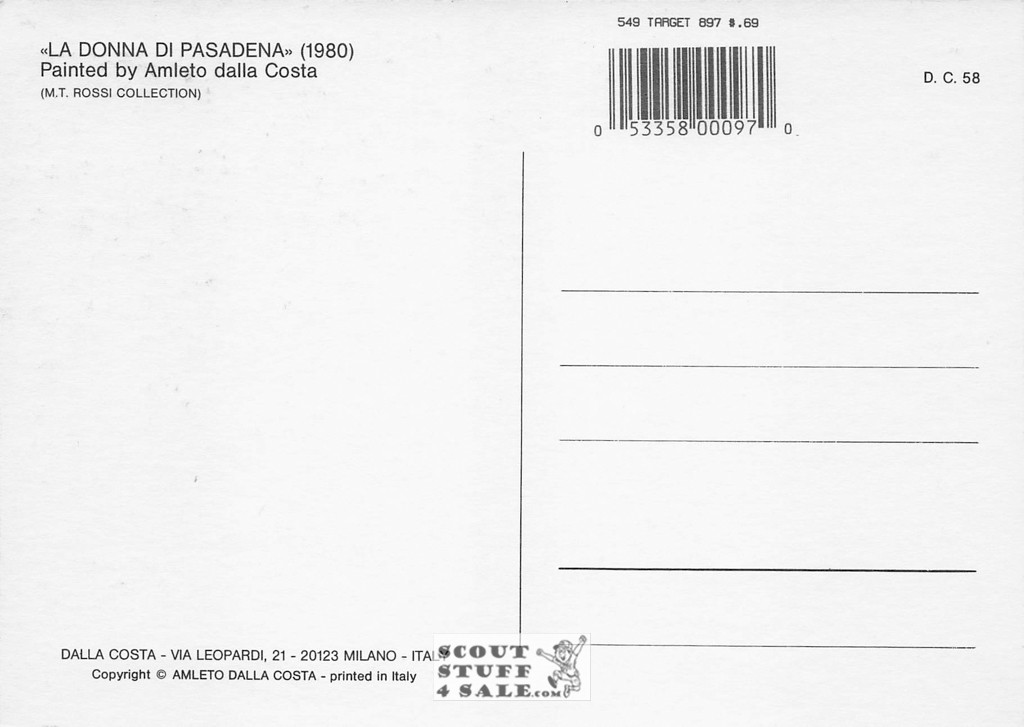 «LA DONNA DI PASADENA» (1980)
Painted by Amleto dalla Costa
(M.T. ROSSI COLLECTION)
549 TARGET 897 $.69
0 53358 00097 0
D. C. 58
DALLA COSTA - VIA LEOPARDI, 21 - 20123 MILANO - ITALY
Copyright © AMLETO DALLA COSTA - printed in Italy
SCOUT
STUFF
4 SALE.COM